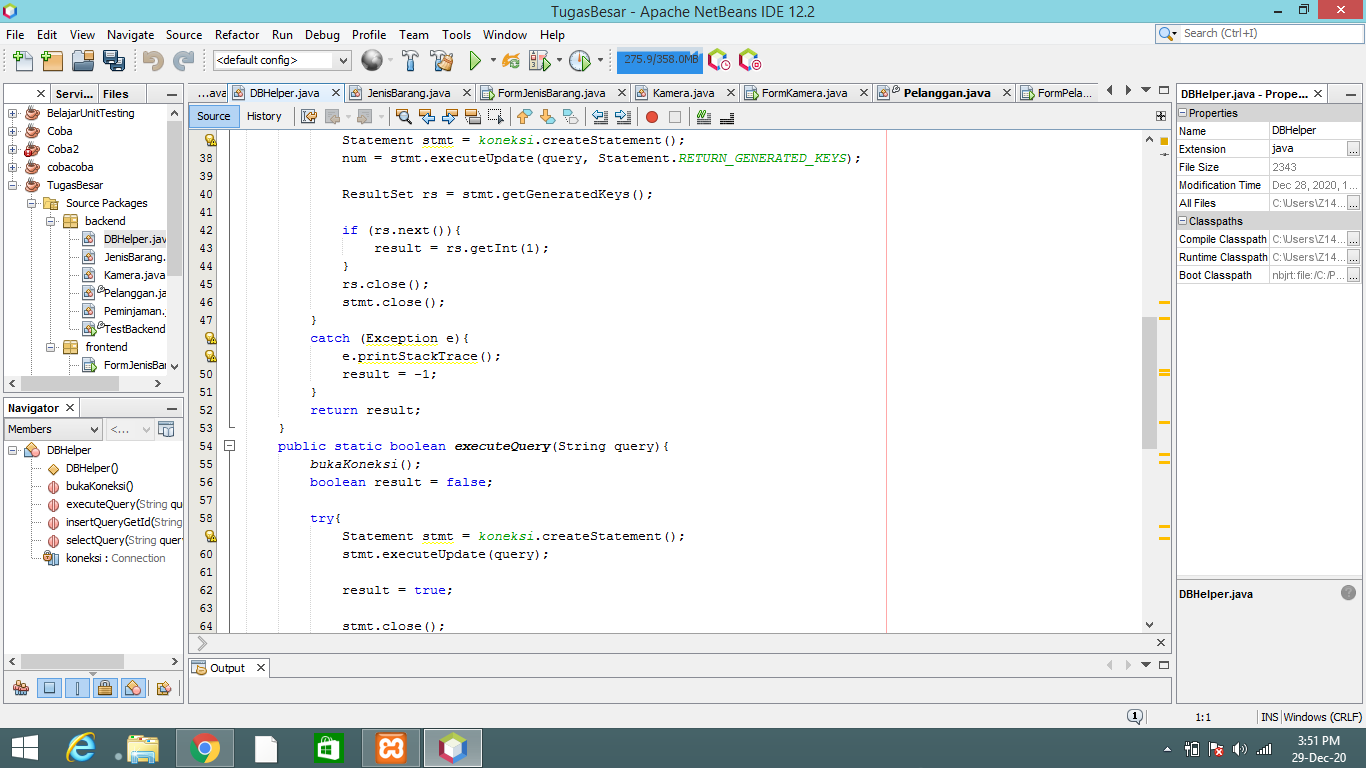 TugasBesar - Apache NetBeans IDE 12.2
File Edit View Navigate Source Refactor Run Debug Profile Team Tools Window Help
Search (Ctrl+I)
<default config>
275.9/358.0MB
Servi... Files
BelajarUnitTesting
Coba
Coba2
cobacoba
TugasBesar
Source Packages
backend
DBHelper.jav
JenisBarang.
Kamera.java
Pelanggan.ja
Peminjaman.
TestBackend
frontend
FormJenisBar
Navigator
Members
<...
DBHelper
DBHelper()
bukaKoneksi()
executeQuery(String qu
insertQueryGetId(String
selectQuery(String query
koneksi : Connection
...ava DBHelper.java JenisBarang.java FormJenisBarang.java Kamera.java FormKamera.java Pelanggan.java FormPela...
Source History
Statement stmt = koneksi.createStatement();
38 num = stmt.executeUpdate(query, Statement.RETURN_GENERATED_KEYS);
39
40 ResultSet rs = stmt.getGeneratedKeys();
41
42 if (rs.next()){
43 result = rs.getInt(1);
44 }
45 rs.close();
46 stmt.close();
47 }
catch (Exception e){
e.printStackTrace();
50 result = -1;
51 }
52 return result;
53 }
54 public static boolean executeQuery(String query){
55 bukaKoneksi();
56 boolean result = false;
57
58 try{
Statement stmt = koneksi.createStatement();
60 stmt.executeUpdate(query);
61
62 result = true;
63
64 stmt.close();
Output
DBHelper.java - Prope...
Properties
Name DBHelper
Extension java ...
File Size 2343
Modification Time Dec 28, 2020, 1...
All Files C:\Users\Z14... ...
Classpaths
Compile Classpath C:\Users\Z14... ...
Runtime Classpath C:\Users\Z14... ...
Boot Classpath nbjrt:file:/C:/P... ...
DBHelper.java
1 1:1 INS Windows (CRLF)
3:51 PM
29-Dec-20